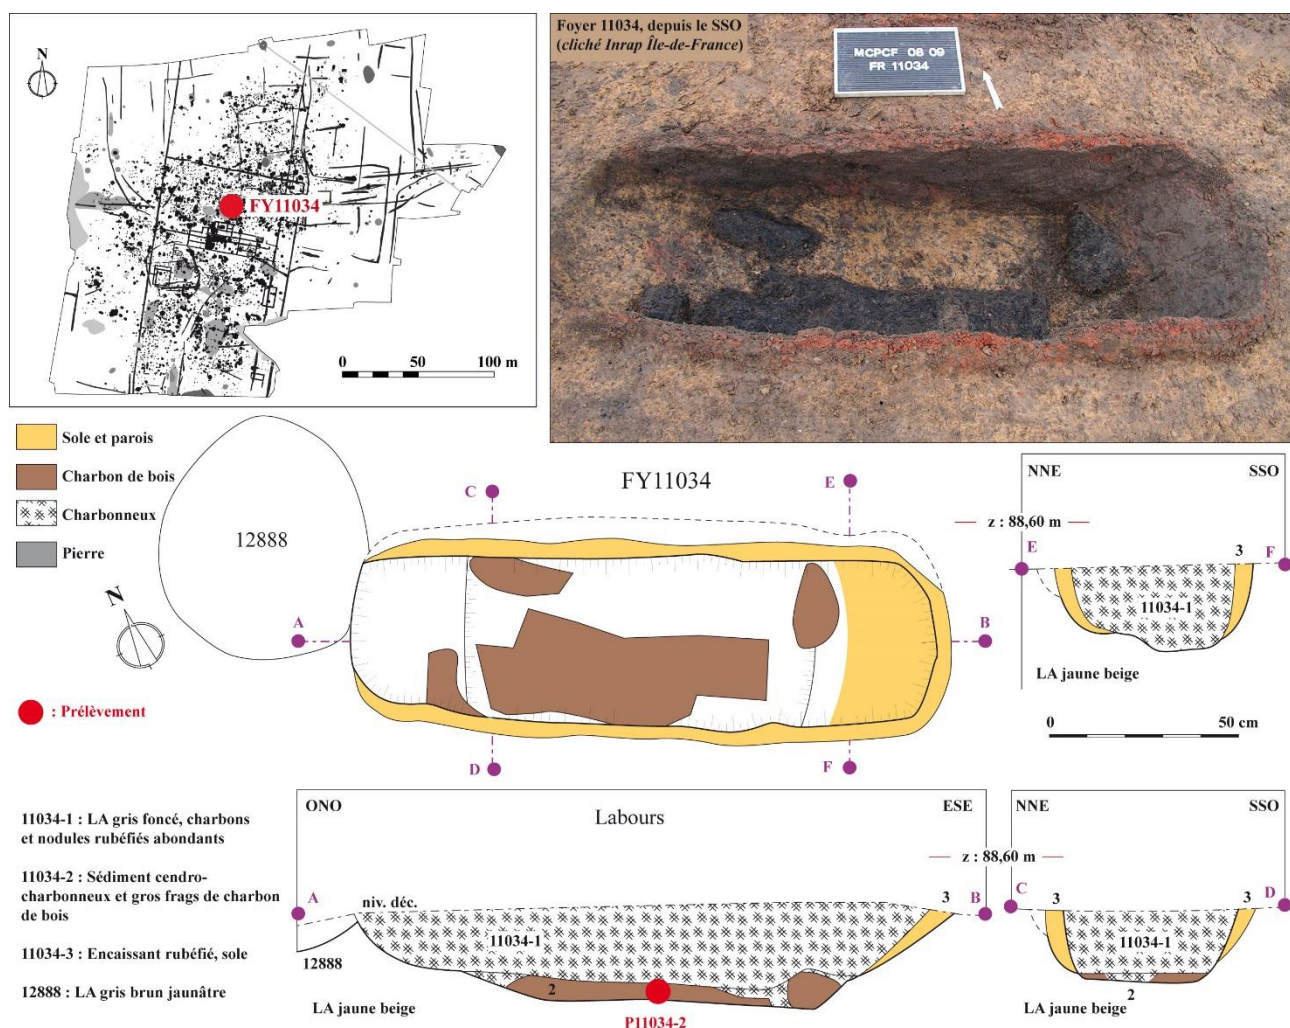 N
FY11034
0 50 100 m
Foyer 11034, depuis le SSO
(cliché Inrap Île-de-France)
MCPCF 08 09
FR 11034
Sole et parois
Charbon de bois
Charbonneux
Pierre
N
: Prélèvement
12888
FY11034
C
E
A
B
D
F
NNE SSO
z : 88,60 m
E
3
F
11034-1
LA jaune beige
0 50 cm
11034-1 : LA gris foncé, charbons
et nodules rubéfiés abondants
11034-2 : Sédiment cendro-
charbonneux et gros frags de charbon
de bois
11034-3 : Encaissant rubéfié, sole
12888 : LA gris brun jaunâtre
ONO ESE
Labours
A
niv. déc.
3
B
11034-1
12888
2
LA jaune beige
P11034-2
NNE SSO
z : 88,60 m
C
3
3
D
11034-1
LA jaune beige
2